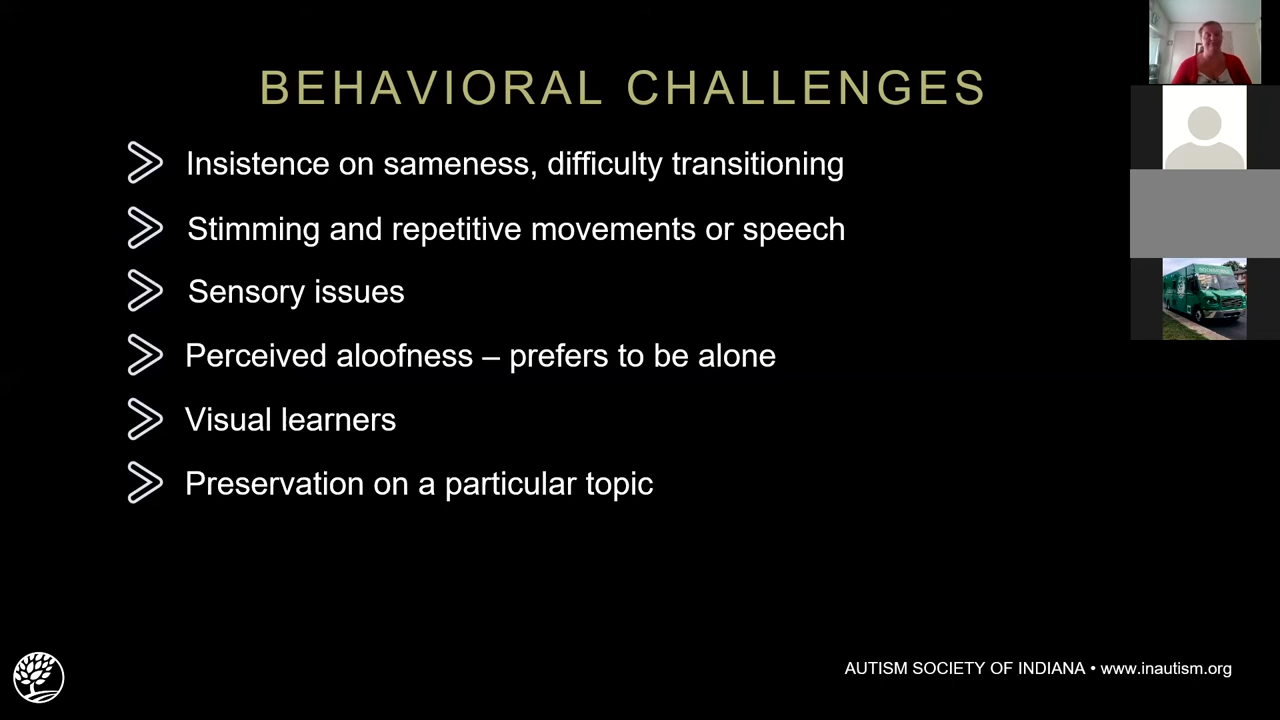 BEHAVIORAL CHALLENGES
Insistence on sameness, difficulty transitioning
Stimming and repetitive movements or speech
Sensory issues
Perceived aloofness – prefers to be alone
Visual learners
Preservation on a particular topic
AUTISM SOCIETY OF INDIANA • www.inautism.org